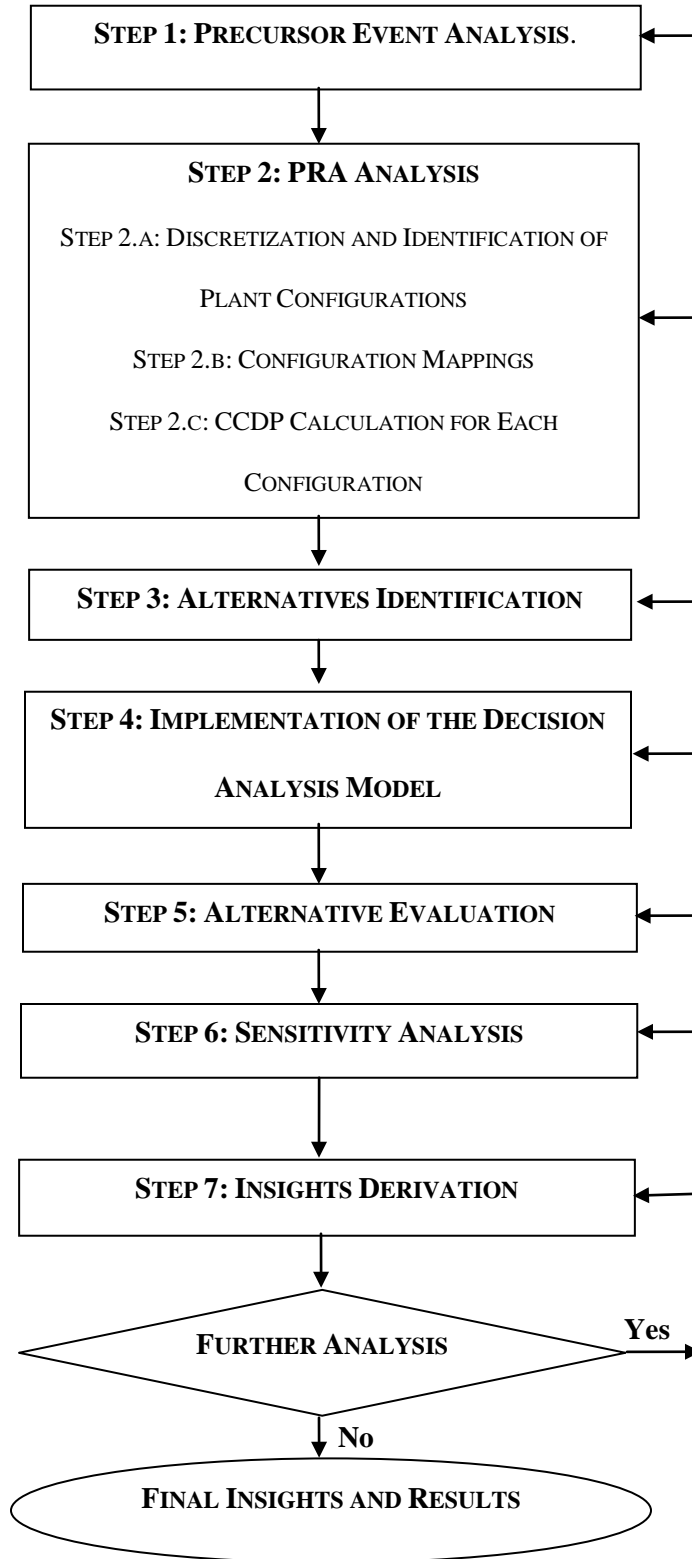 STEP 1: PRECURSOR EVENT ANALYSIS.
STEP 2: PRA ANALYSIS
STEP 2.A: DISCRETIZATION AND IDENTIFICATION OF
PLANT CONFIGURATIONS
STEP 2.B: CONFIGURATION MAPPINGS
STEP 2.C: CCDP CALCULATION FOR EACH
CONFIGURATION
STEP 3: ALTERNATIVES IDENTIFICATION
STEP 4: IMPLEMENTATION OF THE DECISION
ANALYSIS MODEL
STEP 5: ALTERNATIVE EVALUATION
STEP 6: SENSITIVITY ANALYSIS
STEP 7: INSIGHTS DERIVATION
FURTHER ANALYSIS
Yes
No
FINAL INSIGHTS AND RESULTS